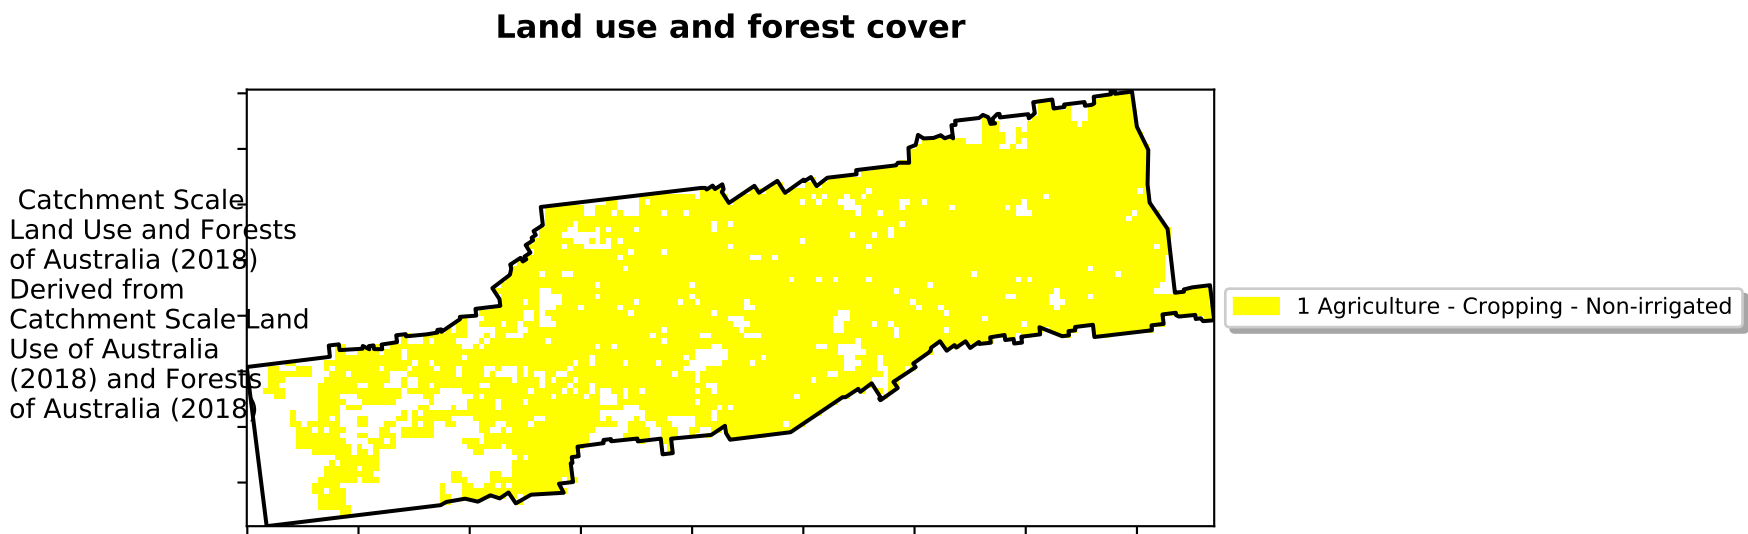 Land use and forest cover
Catchment Scale
Land Use and Forests
of Australia (2018)
Derived from
Catchment Scale Land
Use of Australia
(2018) and Forests
of Australia (2018)
1 Agriculture - Cropping - Non-irrigated